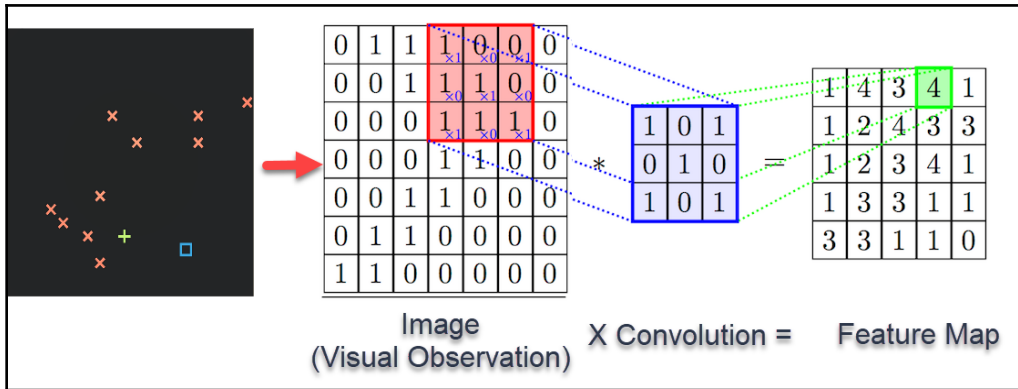 0 1 1 1 0 0 0
×1 ×0 ×1
0 0 1 1 1 0 0
×0 ×1 ×0
0 0 0 1 1 1 0
×1 ×0 ×1
0 0 0 1 1 0 0
0 0 1 1 0 0 0
0 1 1 0 0 0 0
1 1 0 0 0 0 0
*
1 0 1
0 1 0
1 0 1
=
1 4 3 4 1
1 2 4 3 3
1 2 3 4 1
1 3 3 1 1
3 3 1 1 0
Image
(Visual Observation)
X Convolution =
Feature Map